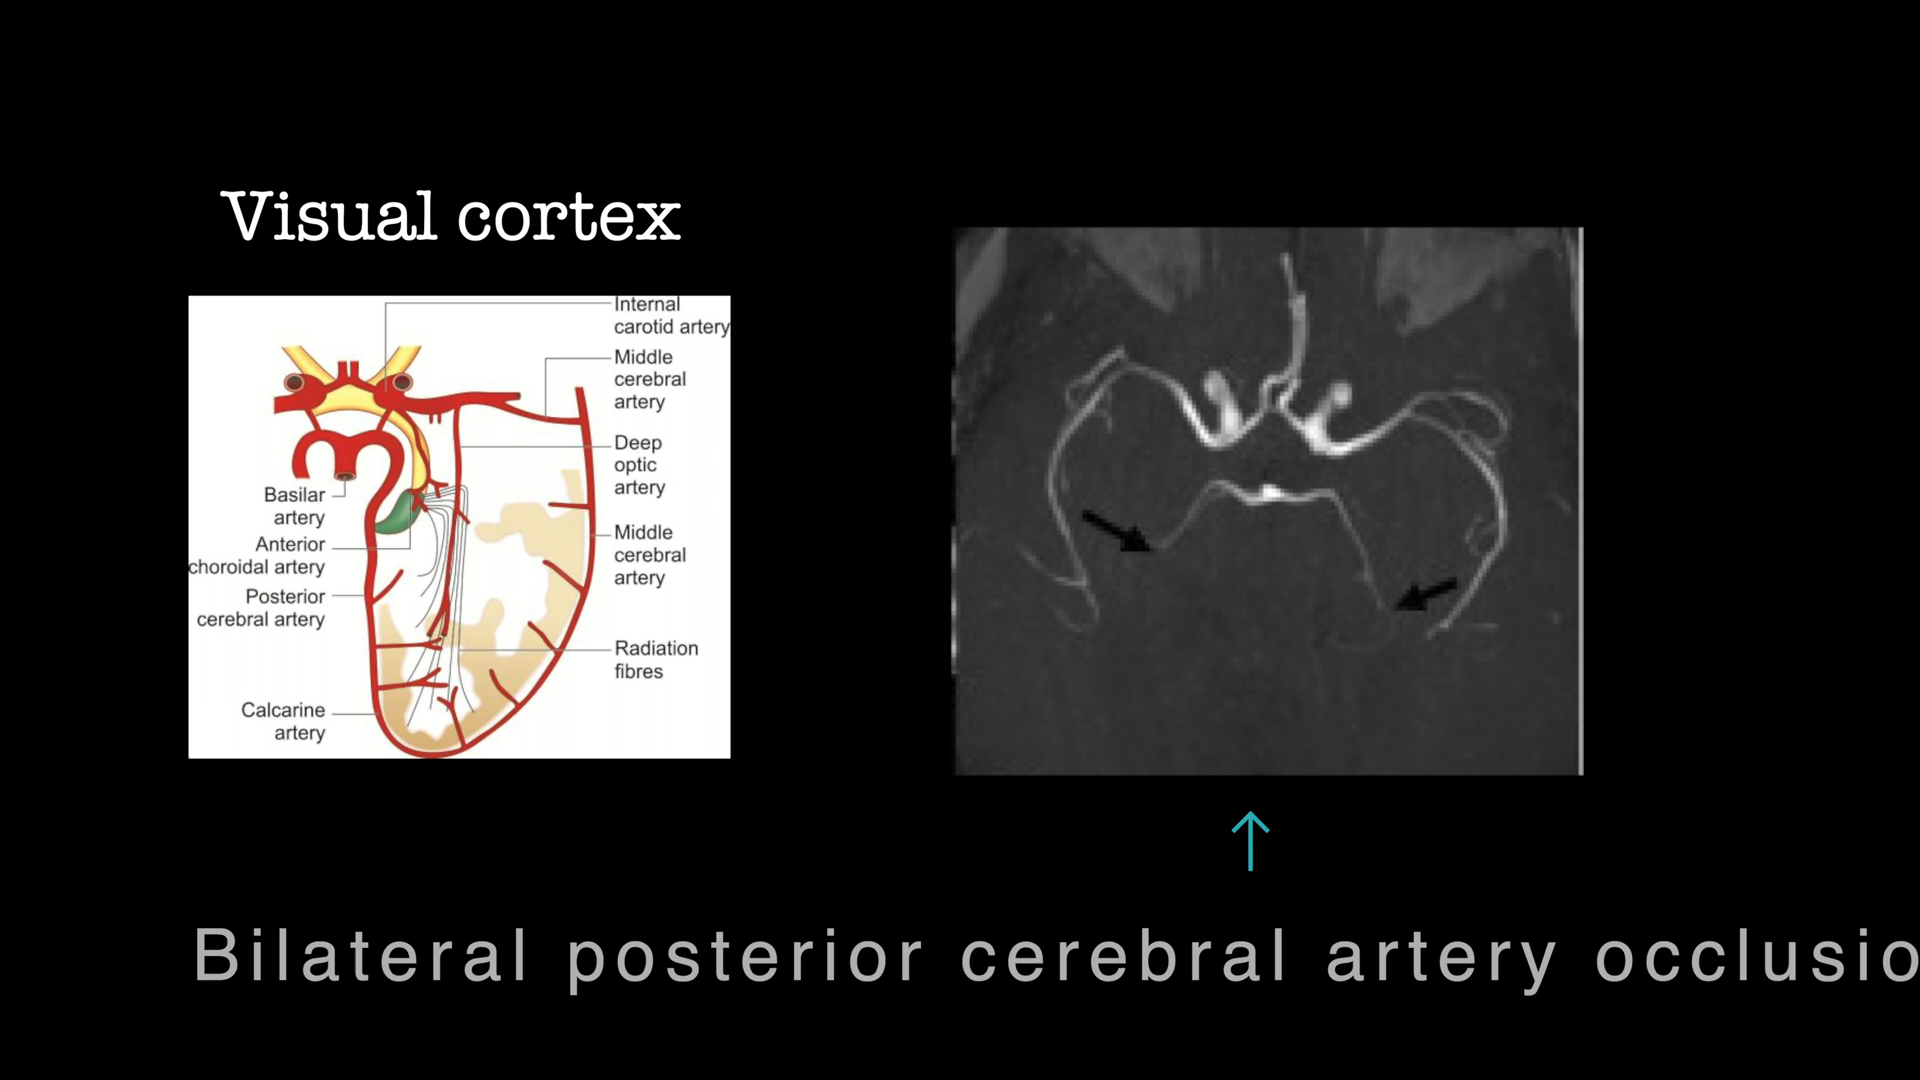 Visual cortex
Internal
carotid artery
Middle
cerebral
artery
Deep
optic
artery
Basilar
artery
Middle
cerebral
artery
Anterior
choroidal artery
Posterior
cerebral artery
Radiation
fibres
Calcarine
artery
Bilateral posterior cerebral artery occlusio